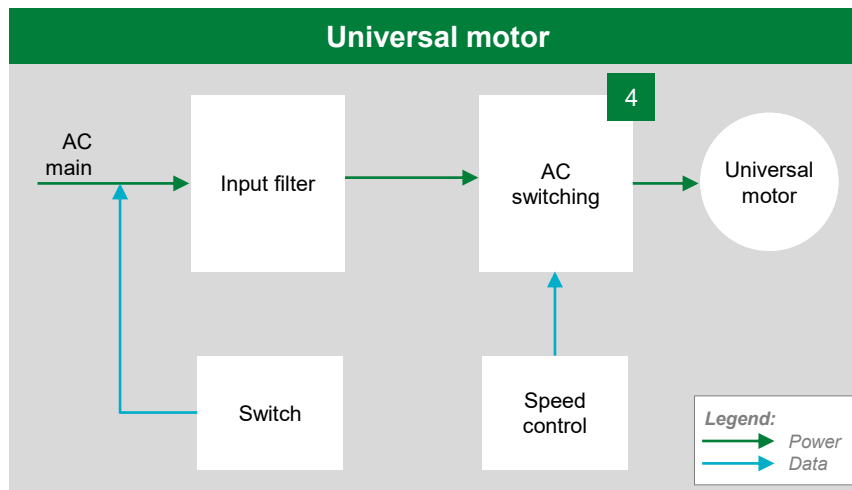 Universal motor
4
AC
main
Input filter
AC
switching
Universal
motor
Switch
Speed
control
Legend:
Power
Data